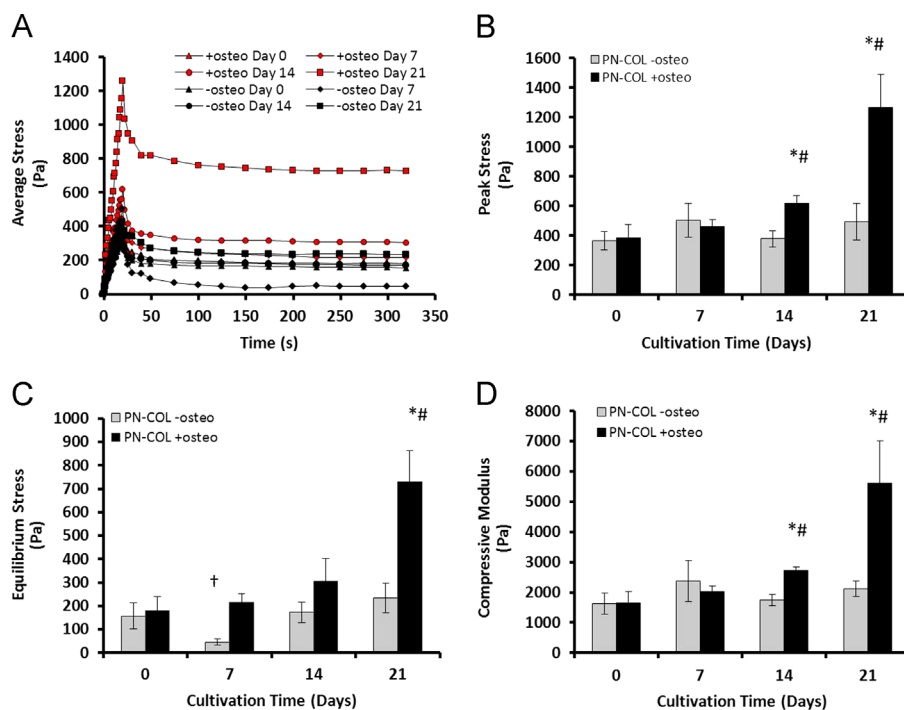 A
+osteo Day 0 +osteo Day 7
+osteo Day 14 +osteo Day 21
-osteo Day 0 -osteo Day 7
-osteo Day 14 -osteo Day 21
Average Stress
(Pa)
1400
1200
1000
800
600
400
200
0
0 50 100 150 200 250 300 350
Time (s)
B
PN-COL -osteo
PN-COL +osteo
Peak Stress
(Pa)
1600
1400
1200
1000
800
600
400
200
0
*#
*#
0 7 14 21
Cultivation Time (Days)
C
PN-COL -osteo
PN-COL +osteo
Equilibrium Stress
(Pa)
1000
900
800
700
600
500
400
300
200
100
0
†
*#
0 7 14 21
Cultivation Time (Days)
D
PN-COL -osteo
PN-COL +osteo
Compressive Modulus
(Pa)
8000
7000
6000
5000
4000
3000
2000
1000
0
*#
*#
0 7 14 21
Cultivation Time (Days)